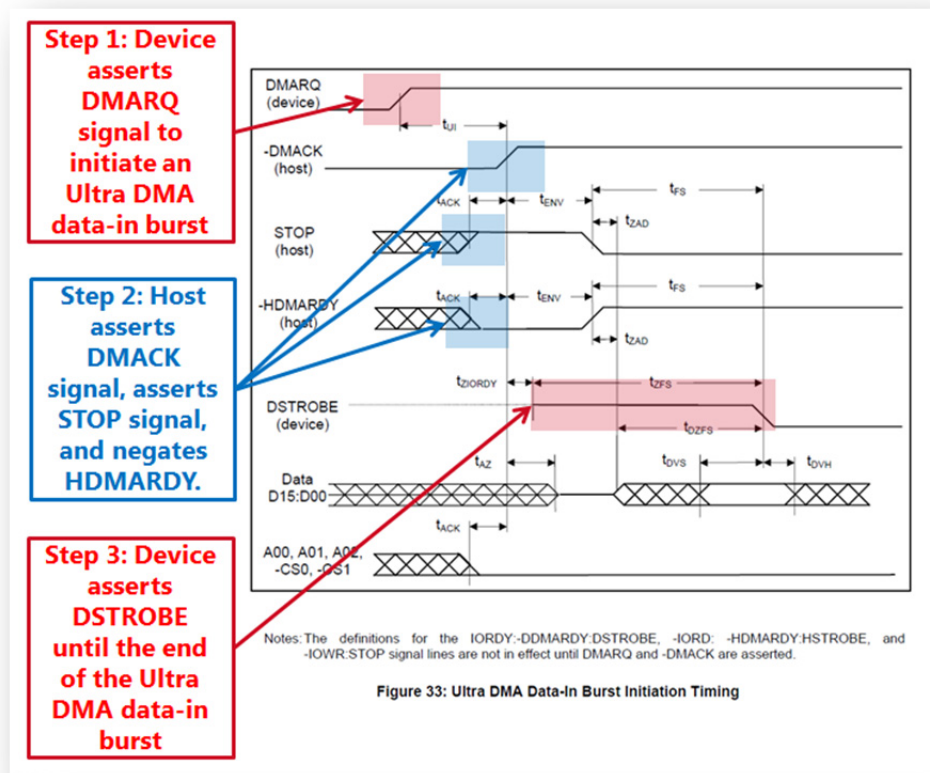 Step 1: Device
asserts
DMARQ
signal to
initiate an
Ultra DMA
data-in burst
Step 2: Host
asserts
DMACK
signal, asserts
STOP signal,
and negates
HDMARDY.
Step 3: Device
asserts
DSTROBE
until the end
of the Ultra
DMA data-in
burst
DMARQ
(device)
tUI
-DMACK
(host)
tACK tENV tFS
tZAD
STOP
(host)
tACK tENV tFS
-HDMARDY
(host)
tZAD
tZIORDY tZFS
DSTROBE
(device)
tDZFS
tAZ tDVS tDVH
Data
D15:D00
tACK
A00, A01, A02,
-CS0, -CS1
Notes: The definitions for the IORDY:-DDMARDY:DSTROBE, -IORD: -HDMARDY:HSTROBE, and
-IOWR:STOP signal lines are not in effect until DMARQ and -DMACK are asserted.
Figure 33: Ultra DMA Data-In Burst Initiation Timing